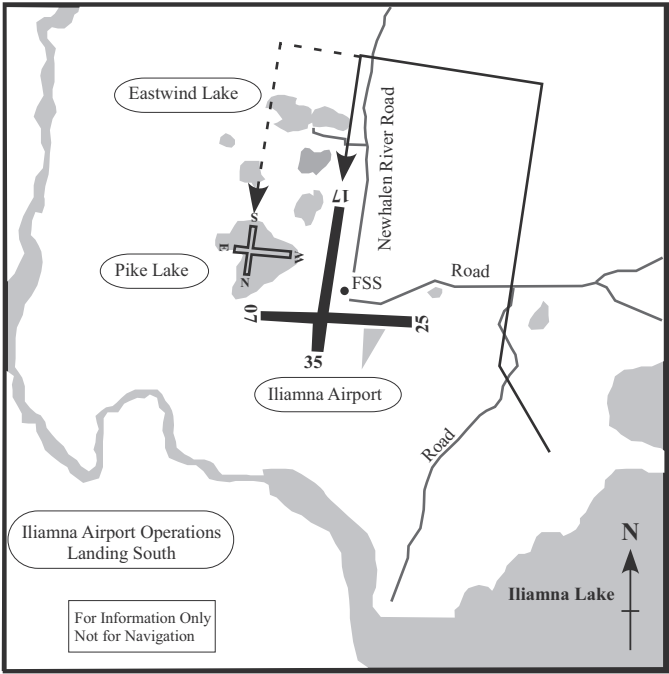 Eastwind Lake
Newhalen River Road
17
S
E
W
N
Pike Lake
FSS
Road
07
25
35
Iliamna Airport
Road
Iliamna Airport Operations
Landing South
N
Iliamna Lake
For Information Only
Not for Navigation